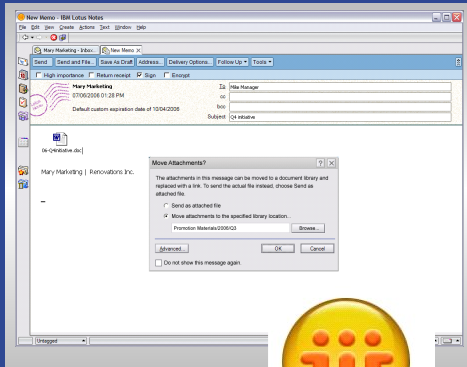 New Memo - IBM Lotus Notes
File Edit View Create Actions Text Window Help
Mary Marketing - Inbox New Memo
Send Send and File... Save As Draft Address... Delivery Options... Follow Up Tools
High importance Return receipt Sign Encrypt
Mary Marketing
07/06/2006 01:28 PM
Default custom expiration date of 10/04/2006
To Mike Manager
cc
bcc
Subject Q4 initiative
06-Q4Initiative.doc
Mary Marketing | Renovations Inc.
Move Attachments?
The attachments in this message can be moved to a document library and
replaced with a link. To send the actual file instead, choose Send as
attached file.
Send as attached file
Move attachments to the specified library location...
Promotion Materials/2006/Q3 Browse...
Advanced... OK Cancel
Do not show this message again.
Untagged